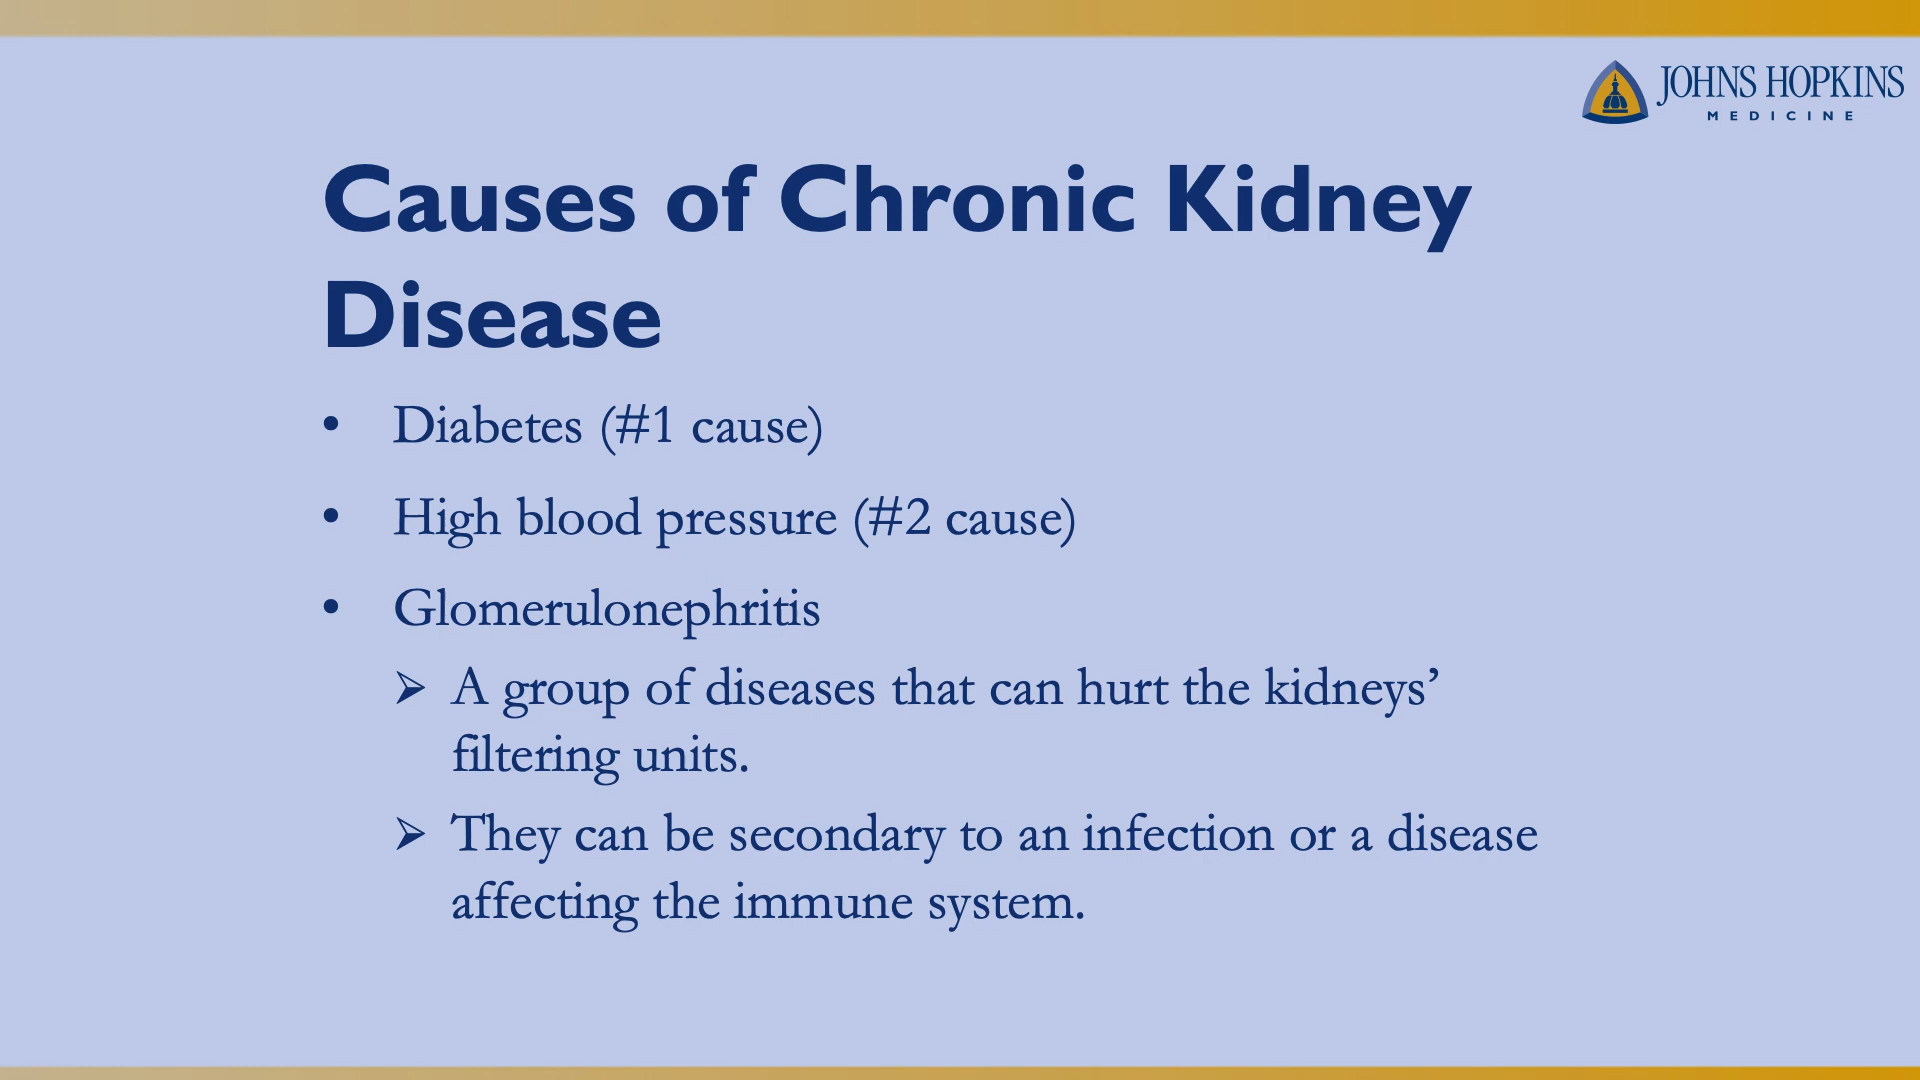 JOHNS HOPKINS
MEDICINE
Causes of Chronic Kidney
Disease
• Diabetes (#1 cause)
• High blood pressure (#2 cause)
• Glomerulonephritis
➢ A group of diseases that can hurt the kidneys’
filtering units.
➢ They can be secondary to an infection or a disease
affecting the immune system.